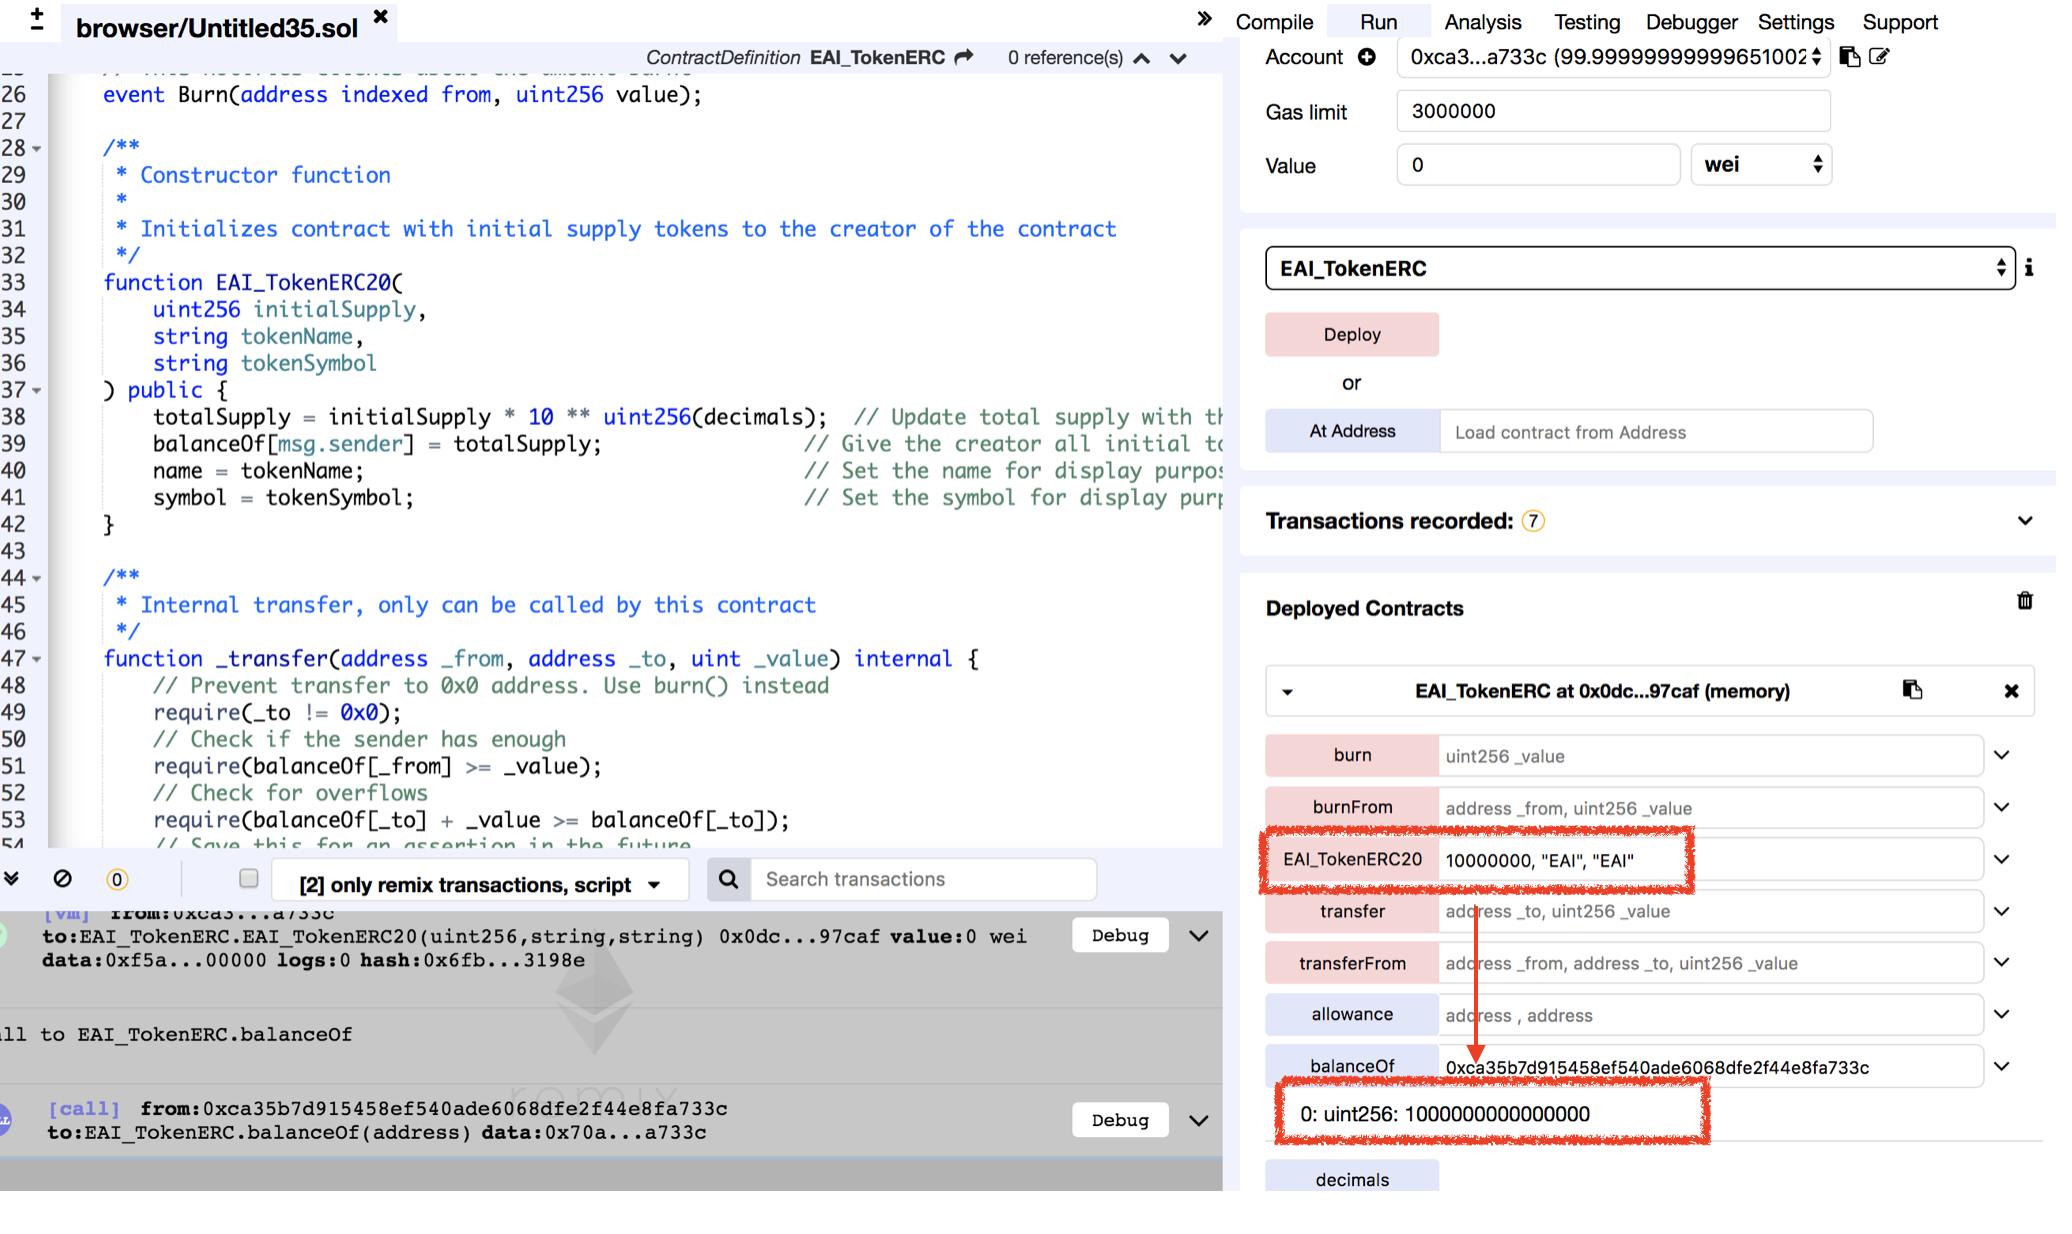 browser/Untitled35.sol
Compile Run Analysis Testing Debugger Settings Support
ContractDefinition EAI_TokenERC 0 reference(s)
26 event Burn(address indexed from, uint256 value);
27
28 /**
29 * Constructor function
30 *
31 * Initializes contract with initial supply tokens to the creator of the contract
32 */
33 function EAI_TokenERC20(
34 uint256 initialSupply,
35 string tokenName,
36 string tokenSymbol
37 ) public {
38 totalSupply = initialSupply * 10 ** uint256(decimals); // Update total supply with th
39 balanceOf[msg.sender] = totalSupply; // Give the creator all initial to
40 name = tokenName; // Set the name for display purpos
41 symbol = tokenSymbol; // Set the symbol for display purp
42 }
43
44 /**
45 * Internal transfer, only can be called by this contract
46 */
47 function _transfer(address _from, address _to, uint _value) internal {
48 // Prevent transfer to 0x0 address. Use burn() instead
49 require(_to != 0x0);
50 // Check if the sender has enough
51 require(balanceOf[_from] >= _value);
52 // Check for overflows
53 require(balanceOf[_to] + _value >= balanceOf[_to]);
54 // Save this for an assertion in the future
0
[2] only remix transactions, script
Search transactions
[vm] from:0xca3...a733c
to:EAI_TokenERC.EAI_TokenERC20(uint256,string,string) 0x0dc...97caf value:0 wei
data:0xf5a...00000 logs:0 hash:0x6fb...3198e
Debug
ll to EAI_TokenERC.balanceOf
remix
[call] from:0xca35b7d915458ef540ade6068dfe2f44e8fa733c
to:EAI_TokenERC.balanceOf(address) data:0x70a...a733c
Debug
Account 0xca3...a733c (99.99999999999651002
Gas limit 3000000
Value 0 wei
EAI_TokenERC
Deploy
or
At Address Load contract from Address
Transactions recorded: 7
Deployed Contracts
EAI_TokenERC at 0x0dc...97caf (memory)
burn uint256 _value
burnFrom address _from, uint256 _value
EAI_TokenERC20 10000000, "EAI", "EAI"
transfer address _to, uint256 _value
transferFrom address _from, address _to, uint256 _value
allowance address , address
balanceOf 0xca35b7d915458ef540ade6068dfe2f44e8fa733c
0: uint256: 1000000000000000
decimals